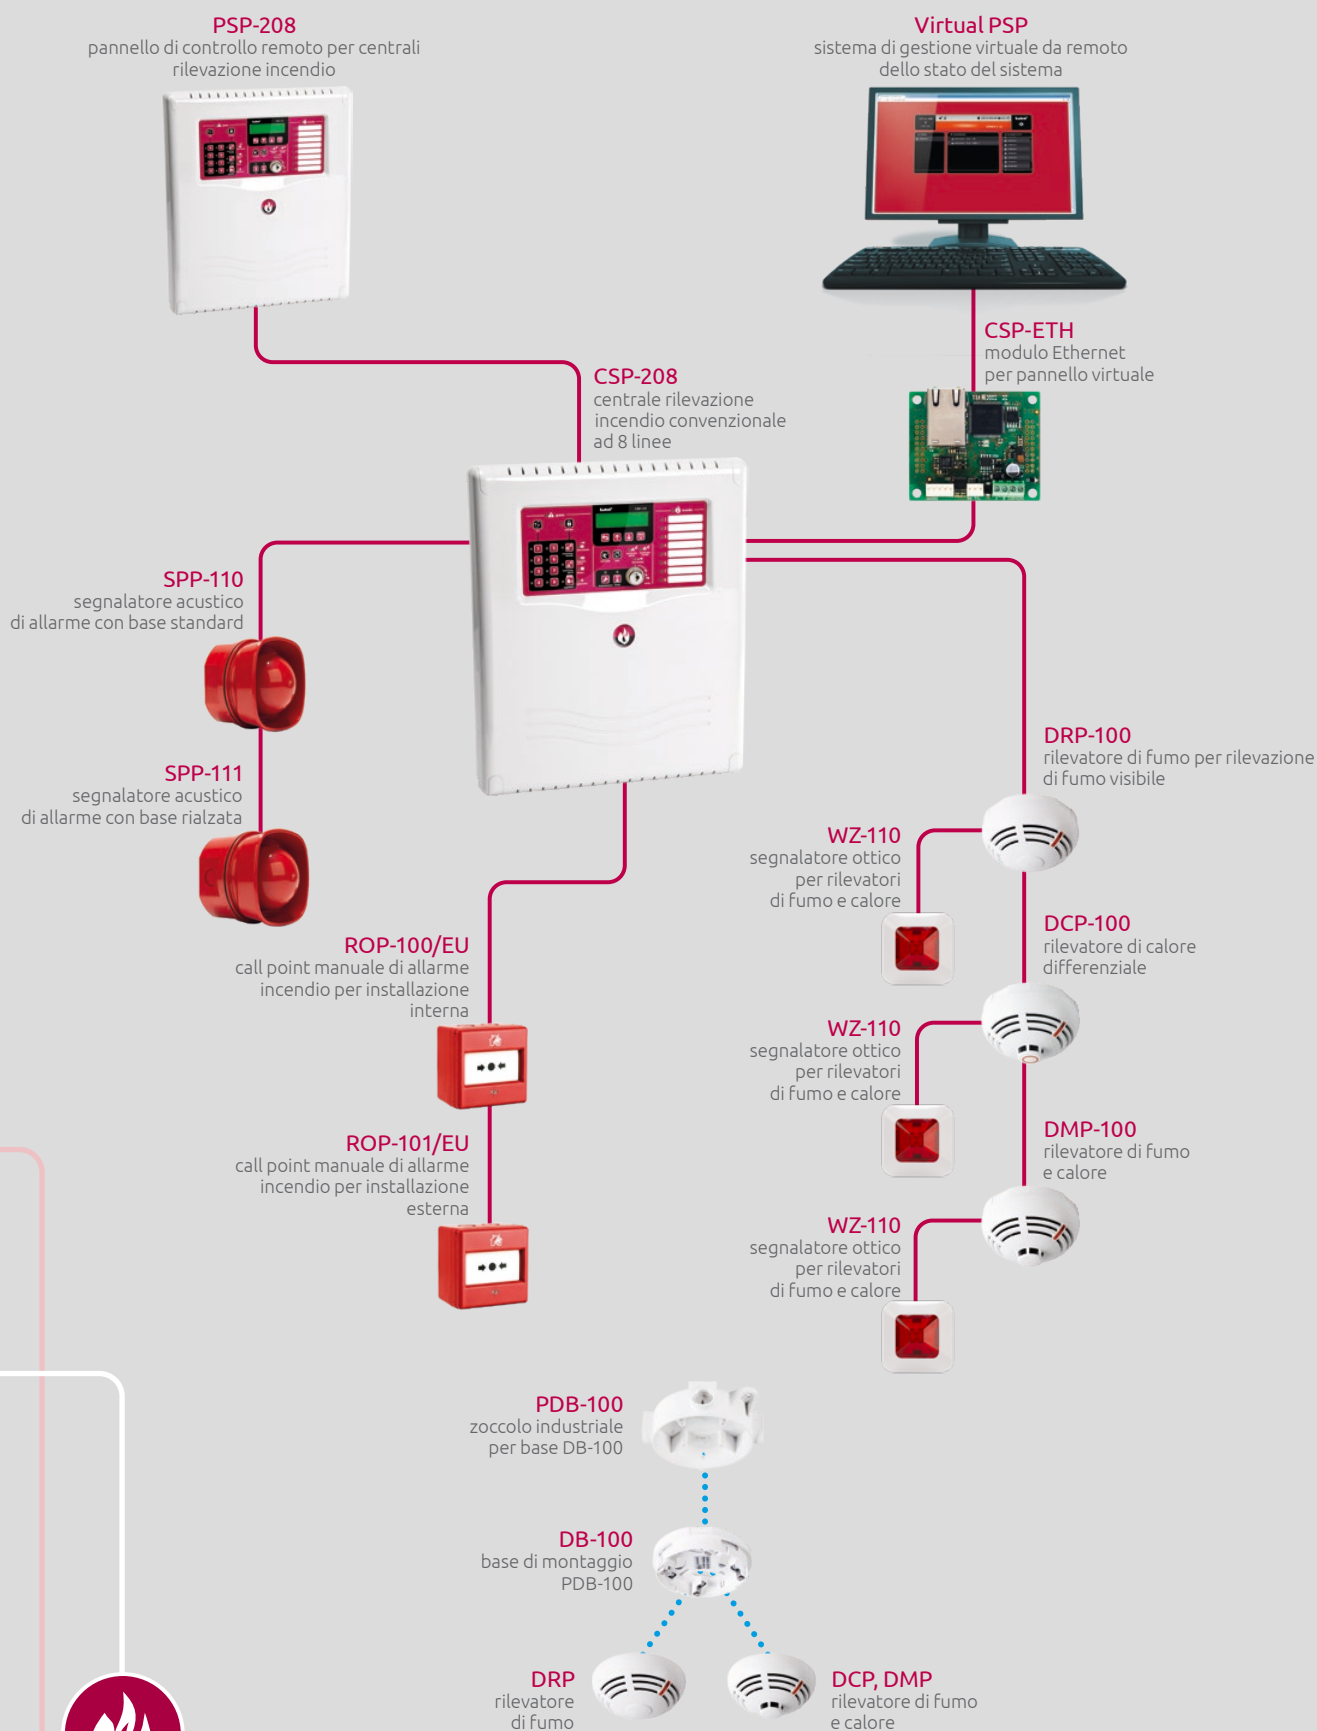 PSP-208
pannello di controllo remoto per centrali
rilevazione incendio
Virtual PSP
sistema di gestione virtuale da remoto
dello stato del sistema
CSP-ETH
modulo Ethernet
per pannello virtuale
CSP-208
centrale rilevazione
incendio convenzionale
ad 8 linee
SPP-110
segnalatore acustico
di allarme con base standard
SPP-111
segnalatore acustico
di allarme con base rialzata
DRP-100
rilevatore di fumo per rilevazione
di fumo visibile
WZ-110
segnalatore ottico
per rilevatori
di fumo e calore
DCP-100
rilevatore di calore
differenziale
ROP-100/EU
call point manuale di allarme
incendio per installazione
interna
WZ-110
segnalatore ottico
per rilevatori
di fumo e calore
ROP-101/EU
call point manuale di allarme
incendio per installazione
esterna
DMP-100
rilevatore di fumo
e calore
WZ-110
segnalatore ottico
per rilevatori
di fumo e calore
PDB-100
zoccolo industriale
per base DB-100
DB-100
base di montaggio
PDB-100
DRP
rilevatore
di fumo
DCP, DMP
rilevatore di fumo
e calore